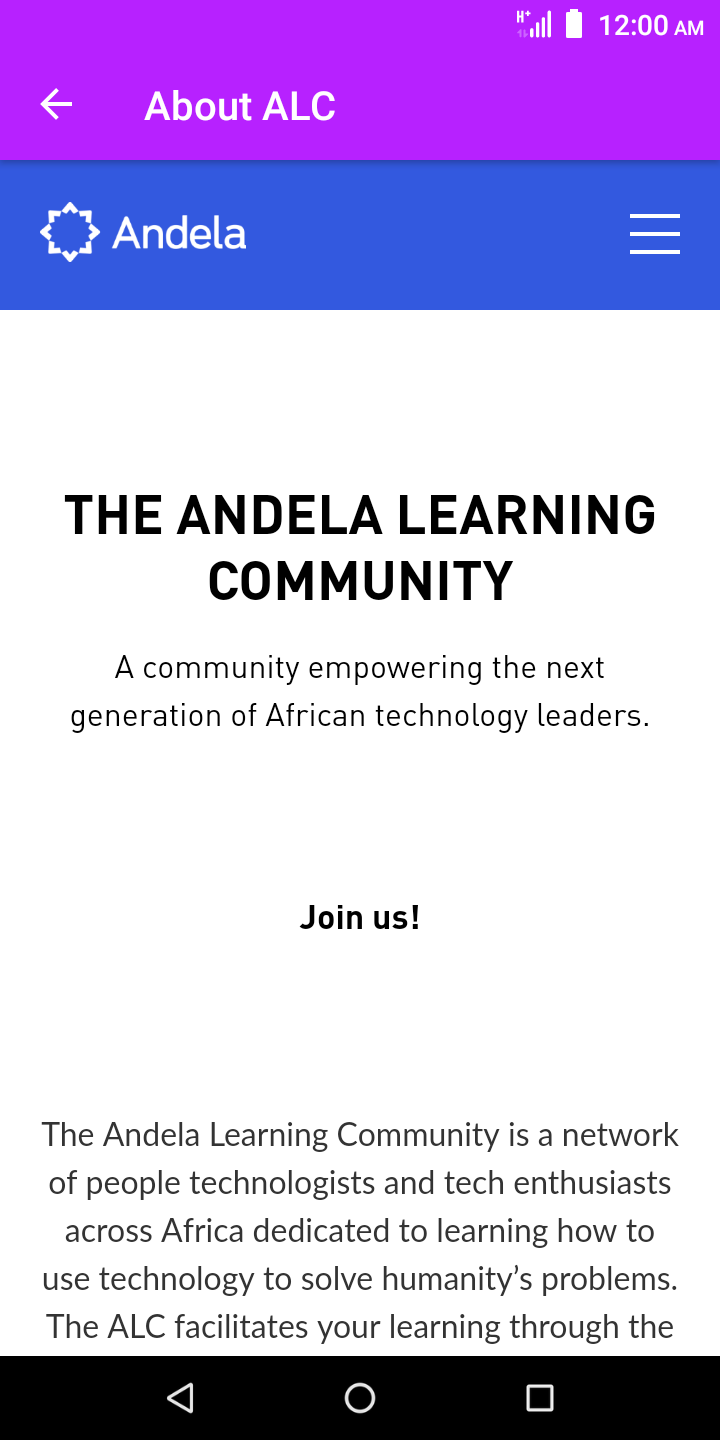 H+ 12:00 AM
About ALC
Andela
THE ANDELA LEARNING
COMMUNITY
A community empowering the next
generation of African technology leaders.
Join us!
The Andela Learning Community is a network
of people technologists and tech enthusiasts
across Africa dedicated to learning how to
use technology to solve humanity’s problems.
The ALC facilitates your learning through the